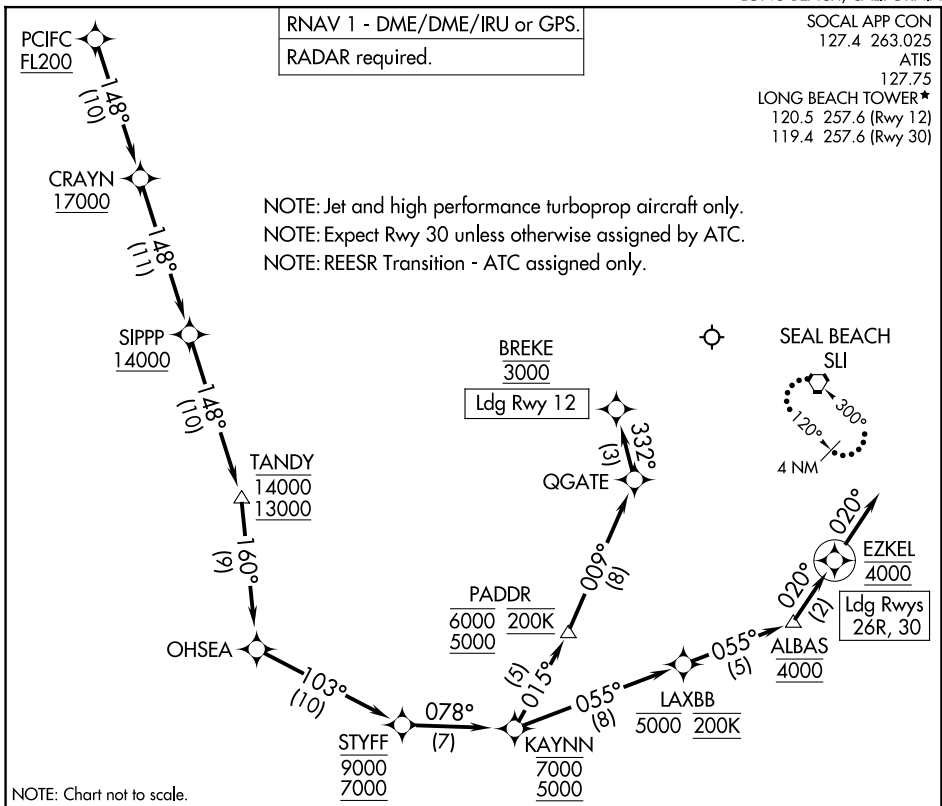 RNAV 1 - DME/DME/IRU or GPS.
RADAR required.
SOCAL APP CON
127.4 263.025
ATIS
127.75
LONG BEACH TOWER★
120.5 257.6 (Rwy 12)
119.4 257.6 (Rwy 30)
PCIFC
FL200
148°
(10)
CRAYN
17000
NOTE: Jet and high performance turboprop aircraft only.
NOTE: Expect Rwy 30 unless otherwise assigned by ATC.
NOTE: REESR Transition - ATC assigned only.
148°
(11)
SIPPP
14000
148°
(10)
BREKE
3000
Ldg Rwy 12
SEAL BEACH
SLI
300°
120°
4 NM
332°
(3)
QGATE
TANDY
14000
13000
160°
(9)
009°
(8)
020°
EZKEL
4000
Ldg Rwys
26R, 30
020°
(2)
PADDR
6000 200K
5000
ALBAS
4000
OHSEA
103°
(10)
015°
(5)
055°
(5)
055°
(8)
LAXBB
5000 200K
078°
(7)
STYFF
9000
7000
KAYNN
7000
5000
NOTE: Chart not to scale.